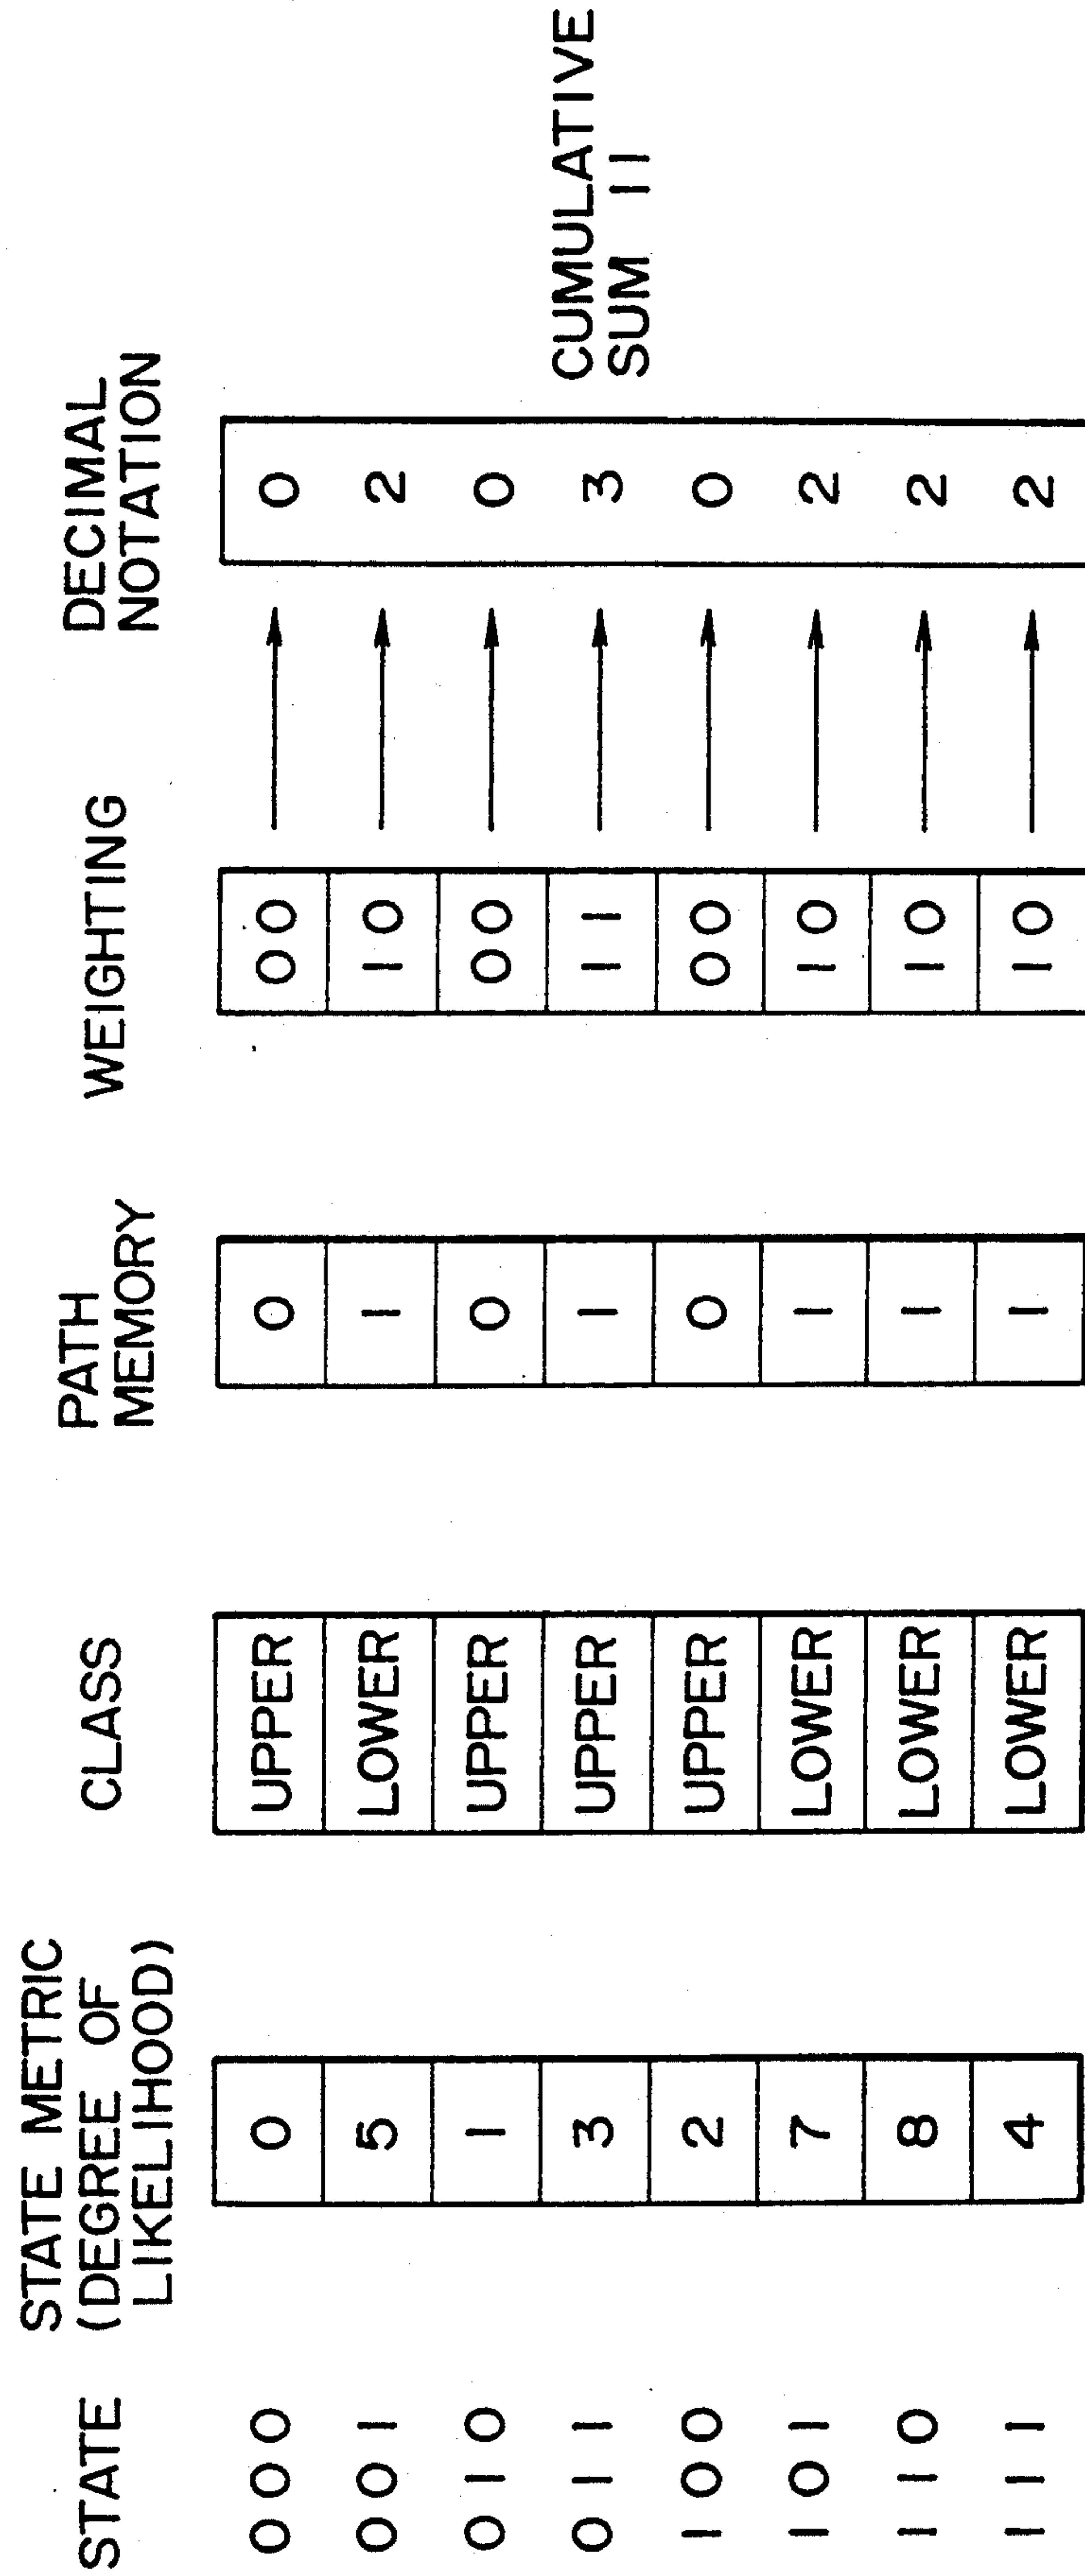 STATE
STATE METRIC
(DEGREE OF
LIKELIHOOD)
CLASS
PATH
MEMORY
WEIGHTING
DECIMAL
NOTATION
000 0 UPPER 0 00 0
001 5 LOWER 1 10 2
010 1 UPPER 0 00 0
011 3 UPPER 1 11 3
100 2 UPPER 0 00 0
101 7 LOWER 1 10 2
110 8 LOWER 1 10 2
111 4 LOWER 1 10 2
CUMULATIVE
SUM 11